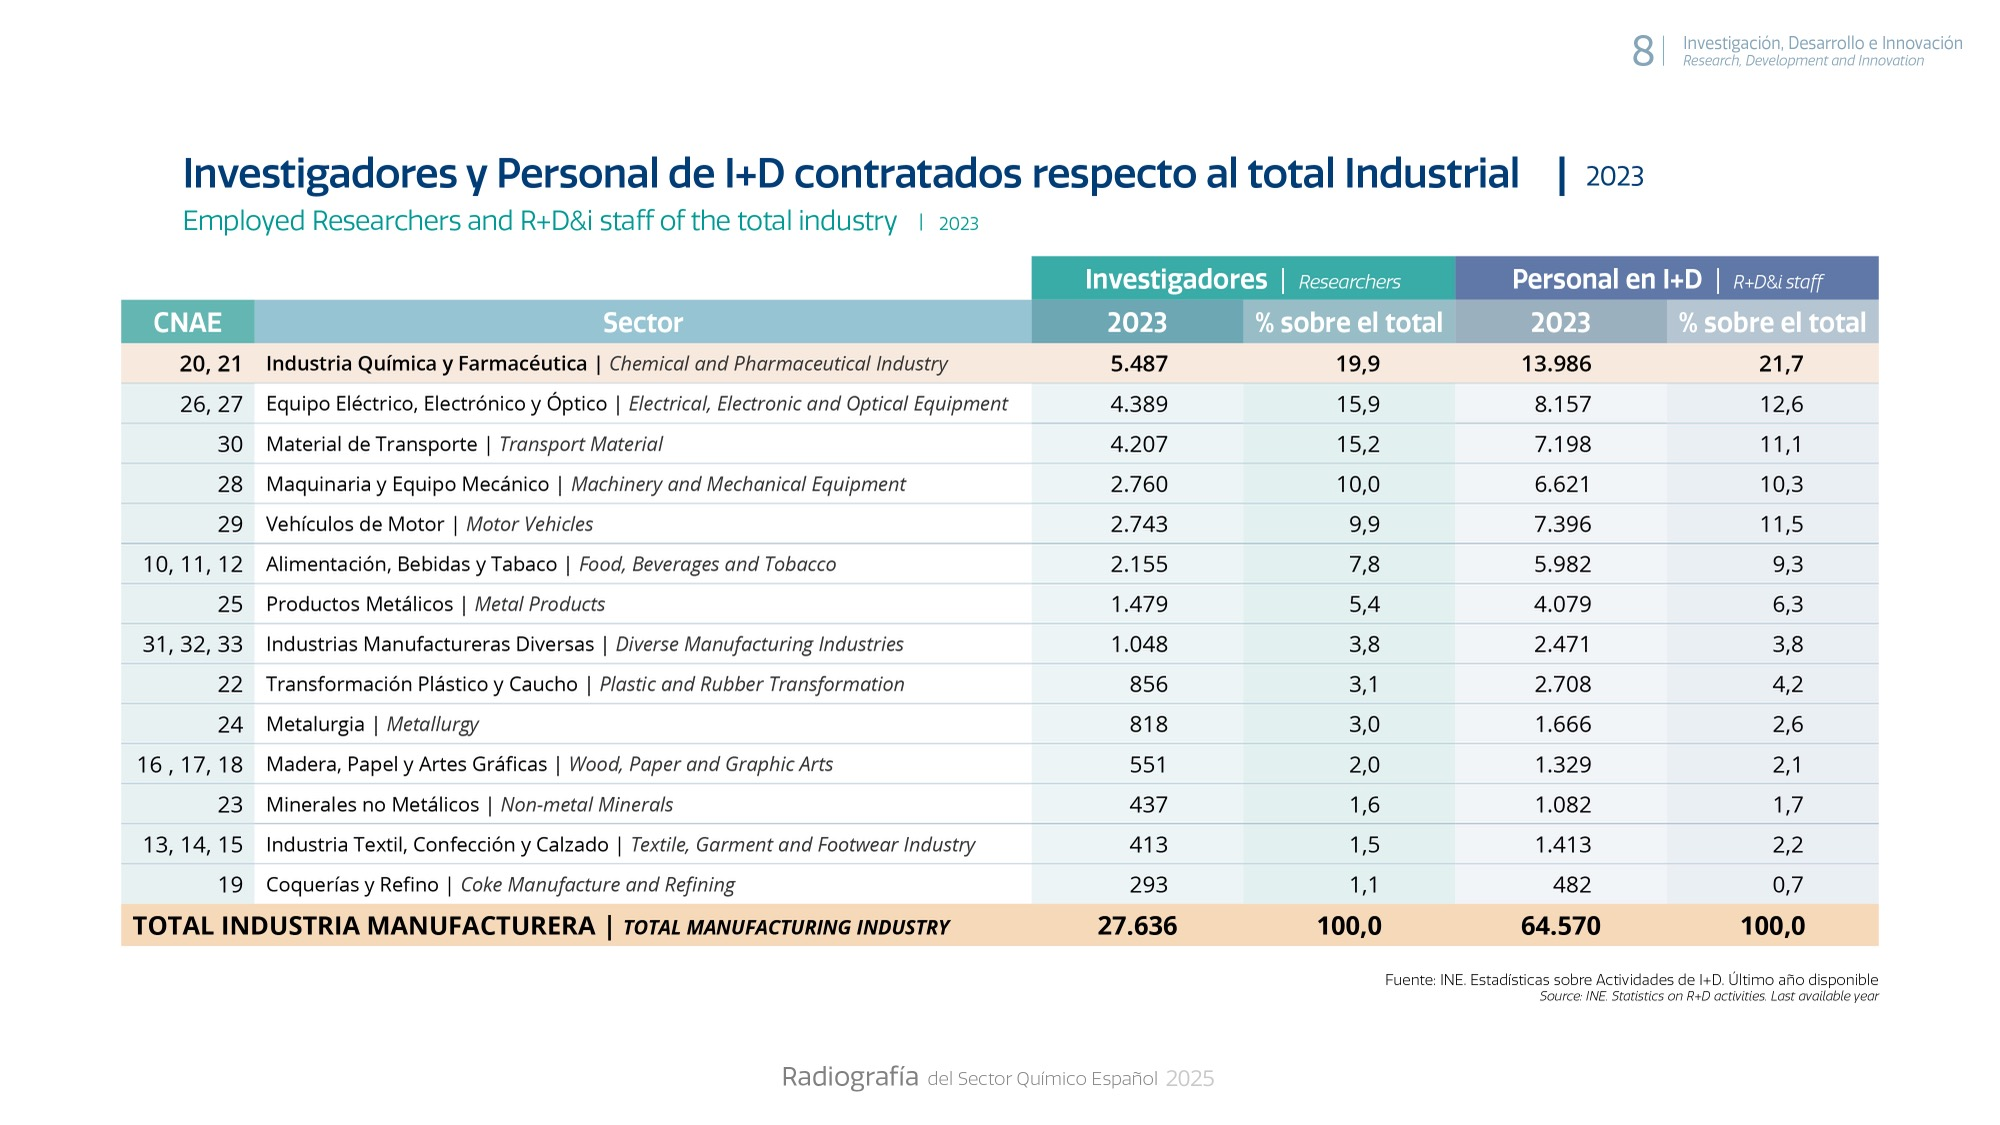 8 | Investigación, Desarrollo e Innovación
Research, Development and Innovation
Investigadores y Personal de I+D contratados respecto al total Industrial | 2023
Employed Researchers and R+D&i staff of the total industry | 2023
Investigadores | Researchers Personal en I+D | R+D&i staff
CNAE Sector 2023 % sobre el total 2023 % sobre el total
20, 21 Industria Química y Farmacéutica | Chemical and Pharmaceutical Industry 5.487 19,9 13.986 21,7
26, 27 Equipo Eléctrico, Electrónico y Óptico | Electrical, Electronic and Optical Equipment 4.389 15,9 8.157 12,6
30 Material de Transporte | Transport Material 4.207 15,2 7.198 11,1
28 Maquinaria y Equipo Mecánico | Machinery and Mechanical Equipment 2.760 10,0 6.621 10,3
29 Vehículos de Motor | Motor Vehicles 2.743 9,9 7.396 11,5
10, 11, 12 Alimentación, Bebidas y Tabaco | Food, Beverages and Tobacco 2.155 7,8 5.982 9,3
25 Productos Metálicos | Metal Products 1.479 5,4 4.079 6,3
31, 32, 33 Industrias Manufactureras Diversas | Diverse Manufacturing Industries 1.048 3,8 2.471 3,8
22 Transformación Plástico y Caucho | Plastic and Rubber Transformation 856 3,1 2.708 4,2
24 Metalurgia | Metallurgy 818 3,0 1.666 2,6
16 , 17, 18 Madera, Papel y Artes Gráficas | Wood, Paper and Graphic Arts 551 2,0 1.329 2,1
23 Minerales no Metálicos | Non-metal Minerals 437 1,6 1.082 1,7
13, 14, 15 Industria Textil, Confección y Calzado | Textile, Garment and Footwear Industry 413 1,5 1.413 2,2
19 Coquerías y Refino | Coke Manufacture and Refining 293 1,1 482 0,7
TOTAL INDUSTRIA MANUFACTURERA | TOTAL MANUFACTURING INDUSTRY 27.636 100,0 64.570 100,0
Fuente: INE. Estadísticas sobre Actividades de I+D. Último año disponible
Source: INE. Statistics on R+D activities. Last available year
Radiografía del Sector Químico Español 2025